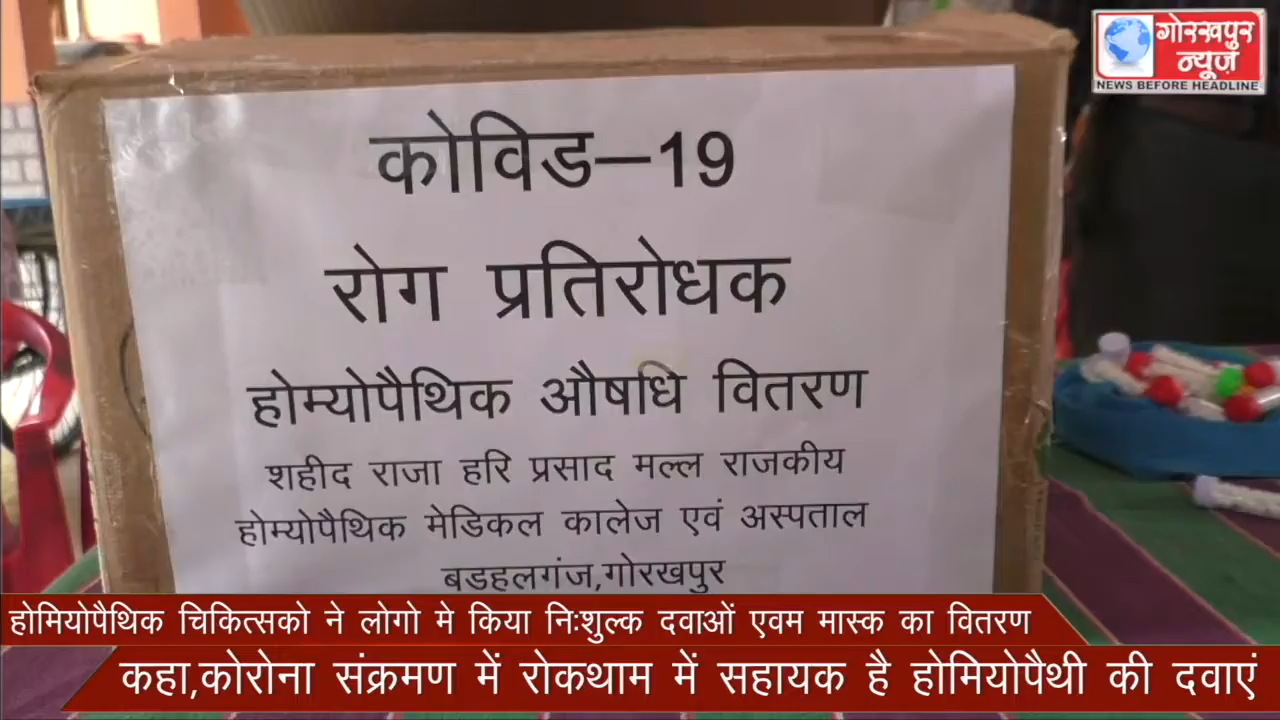 गोरखपुर
न्यूज़
NEWS BEFORE HEADLINE
कोविड–19
रोग प्रतिरोधक
होम्योपैथिक औषधि वितरण
शहीद राजा हरि प्रसाद मल्ल राजकीय
होम्योपैथिक मेडिकल कालेज एवं अस्पताल
बडहलगंज,गोरखपुर
होमियोपैथिक चिकित्सको ने लोगो मे किया निःशुल्क दवाओं एवम मास्क का वितरण
कहा,कोरोना संक्रमण में रोकथाम में सहायक है होमियोपैथी की दवाएं